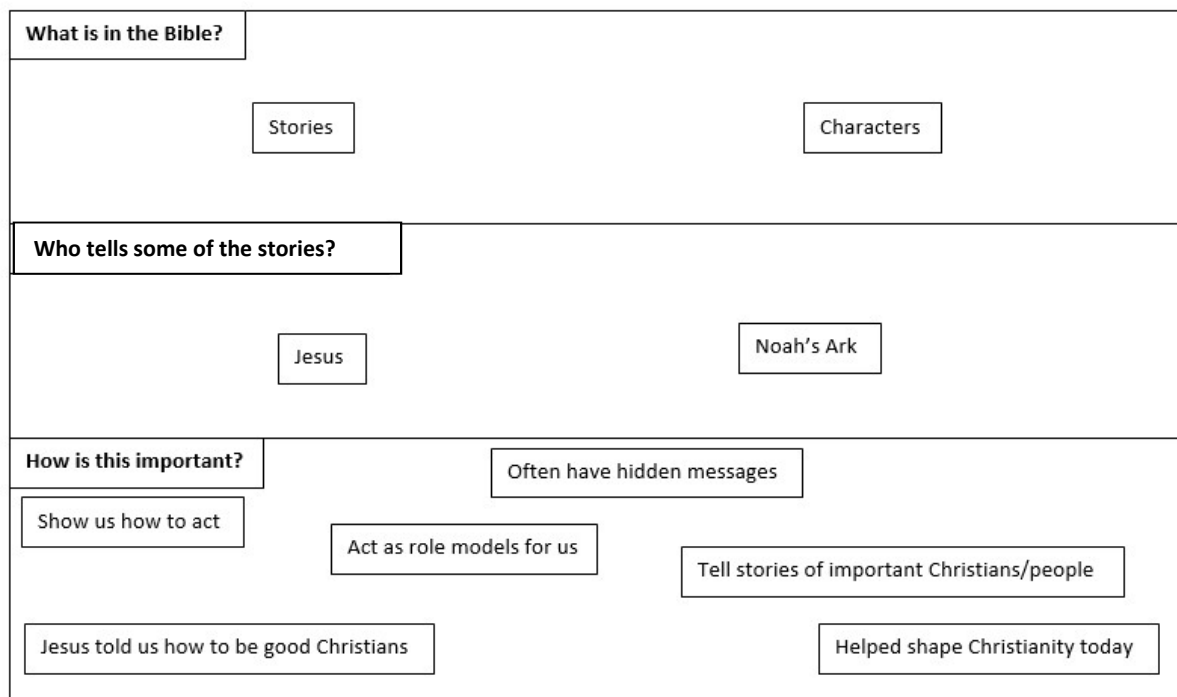 What is in the Bible?
Stories
Characters
Who tells some of the stories?
Jesus
Noah’s Ark
How is this important?
Often have hidden messages
Show us how to act
Act as role models for us
Tell stories of important Christians/people
Jesus told us how to be good Christians
Helped shape Christianity today